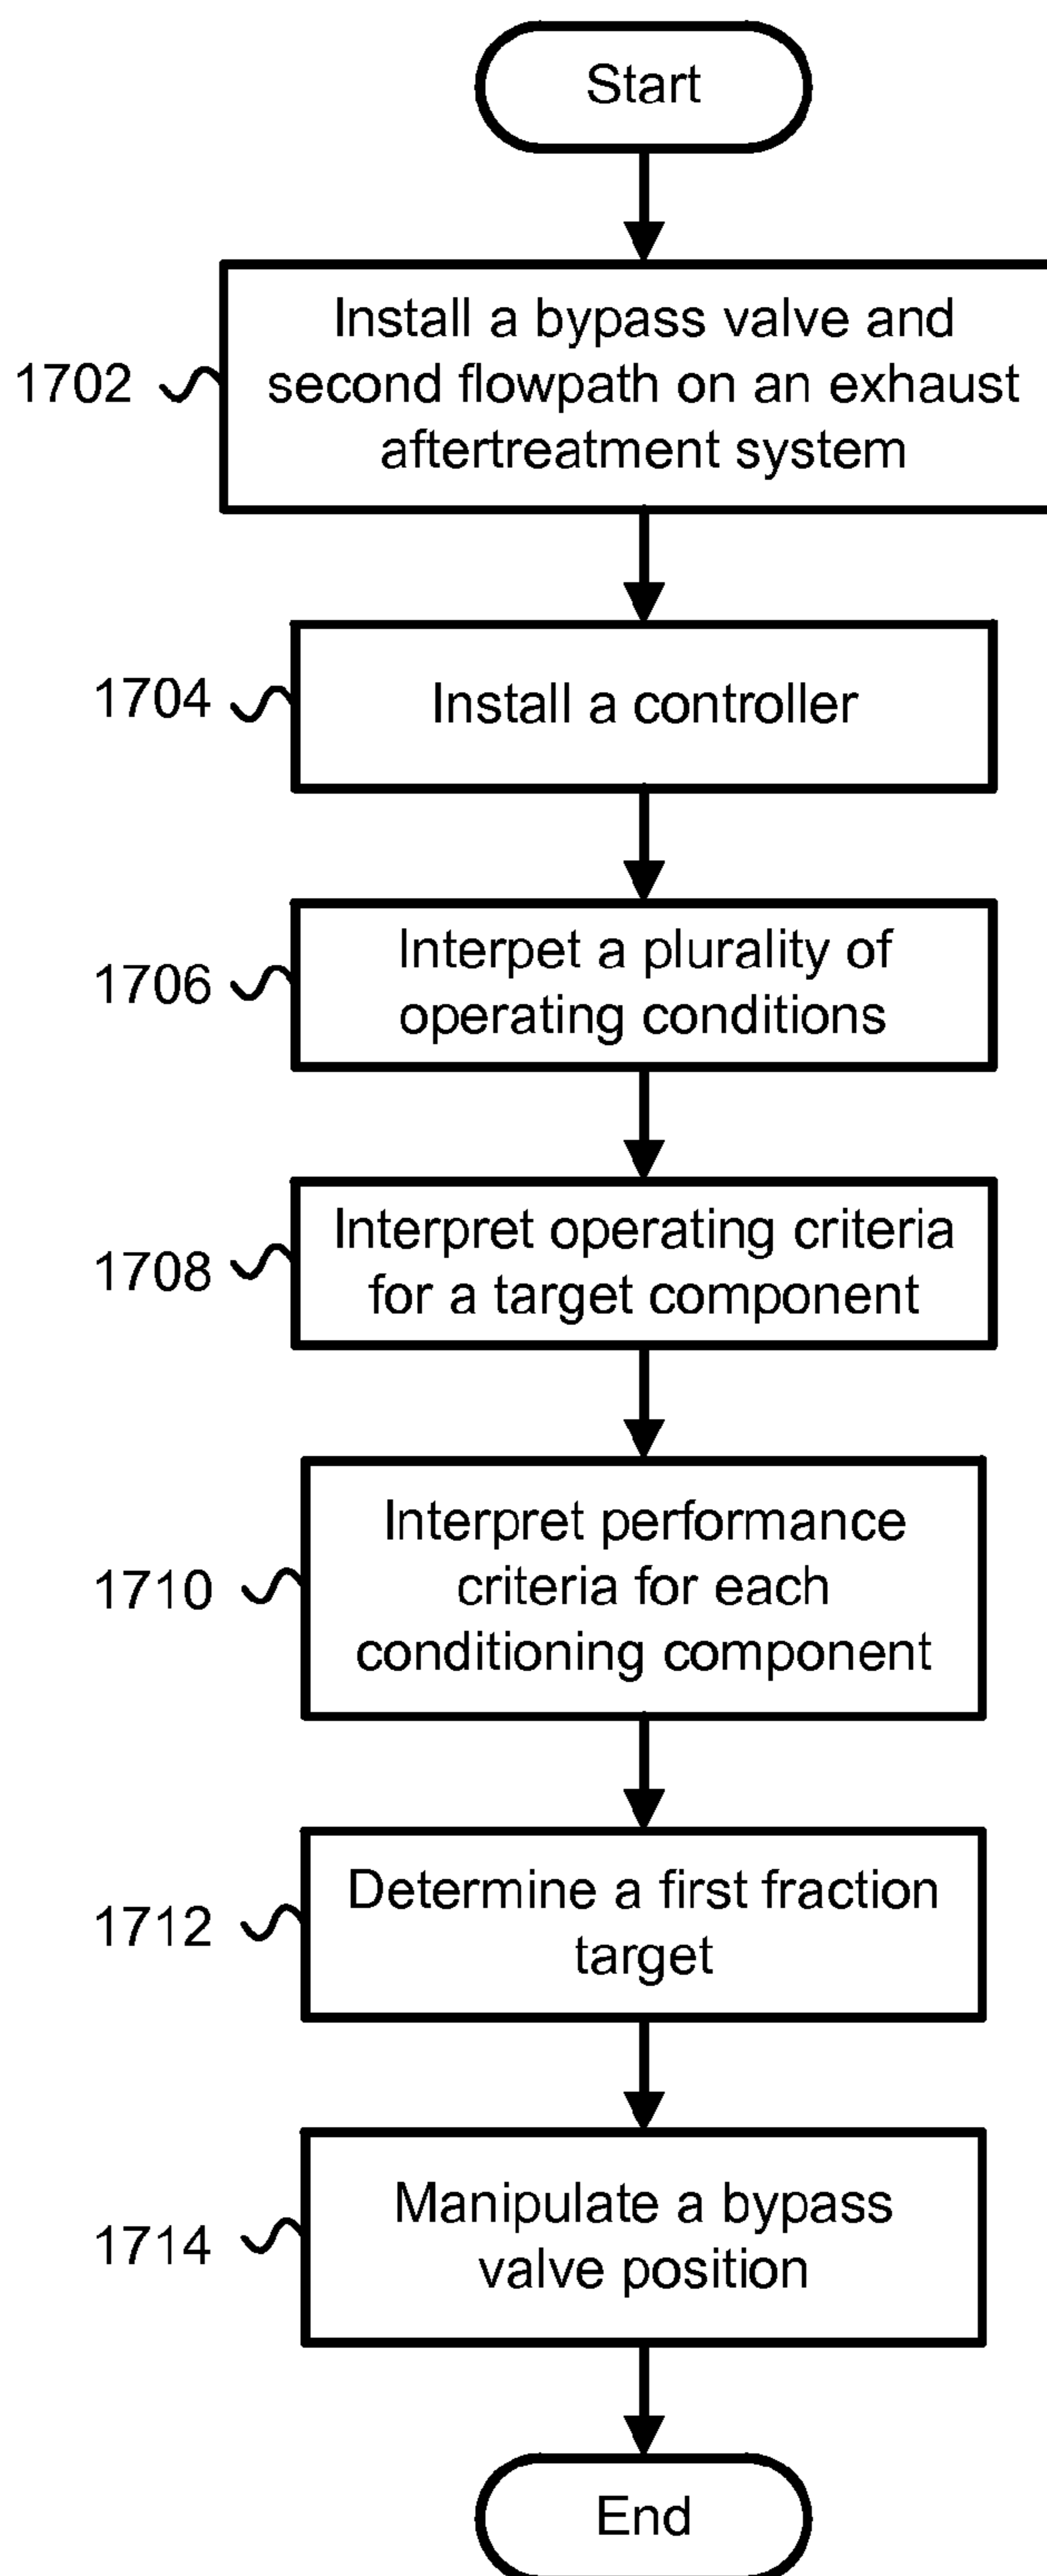 Start
Install a bypass valve and
second flowpath on an exhaust
aftertreatment system
1702
Install a controller
1704
Interpet a plurality of
operating conditions
1706
Interpret operating criteria
for a target component
1708
Interpret performance
criteria for each
conditioning component
1710
Determine a first fraction
target
1712
Manipulate a bypass
valve position
1714
End